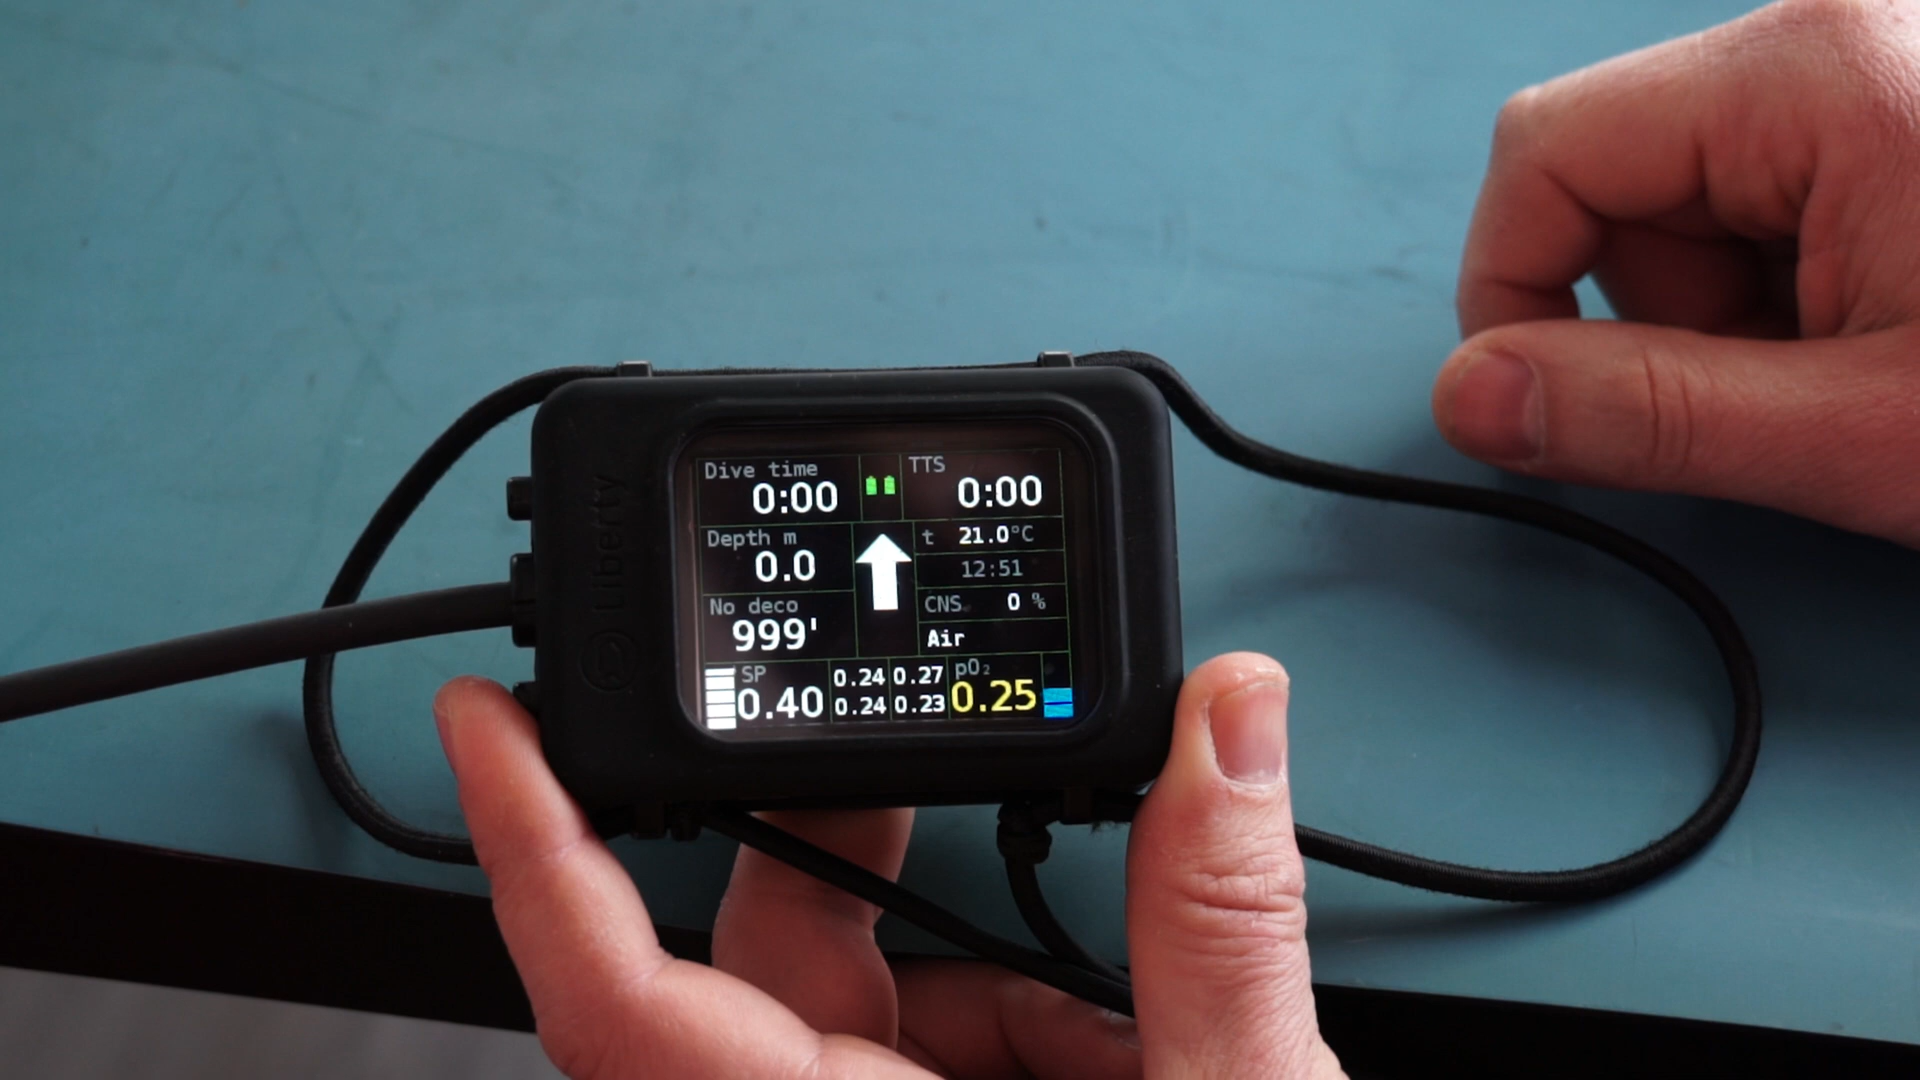 Liberty
Dive time
0:00
TTS
0:00
Depth m
0.0
t 21.0°C
12:51
No deco
999'
CNS 0 %
Air
SP
0.40
0.24 0.27
0.24 0.23
pO₂
0.25